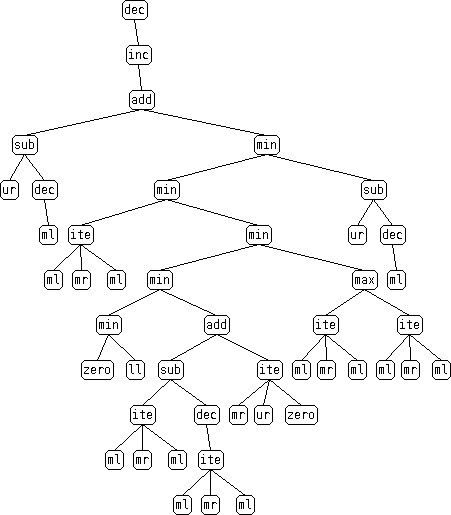 dec
inc
add
sub min
ur dec min sub
ml ite min ur dec
ml mr ml min max ml
min add ite ite
zero ll sub ite ml mr ml ml mr ml
ite dec mr ur zero
ml mr ml ite
ml mr ml